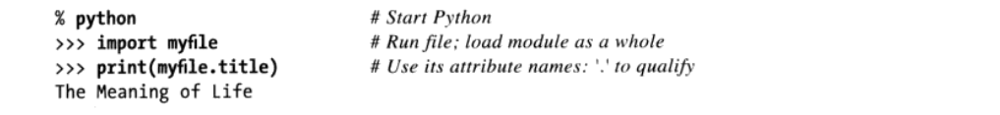 % python # Start Python
>>> import myfile # Run file; load module as a whole
>>> print(myfile.title) # Use its attribute names: '.' to qualify
The Meaning of Life